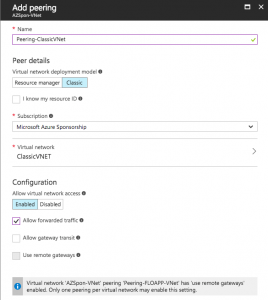 Add peering
AZSpon-VNet
* Name
Peering-ClassicVNet
Peer details
Virtual network deployment model
Resource manager Classic
I know my resource ID
* Subscription
Microsoft Azure Sponsorship
* Virtual network
ClassicVNET
Configuration
Allow virtual network access
Enabled Disabled
Allow forwarded traffic
Allow gateway transit
Use remote gateways
Virtual network 'AZSpon-VNet' peering 'Peering-FLOAPP-VNet' has 'use remote gateways'
enabled. Only one peering per virtual network may enable this setting.